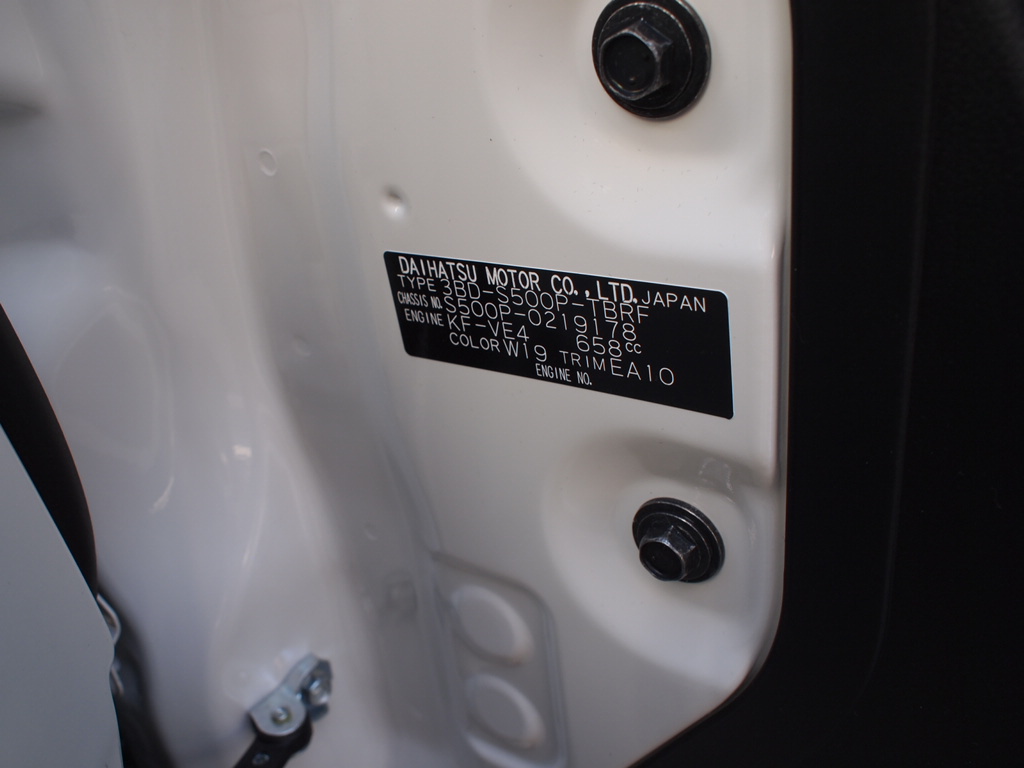 DAIHATSU MOTOR CO.,LTD. JAPAN
TYPE 3BD-S500P-TBRF
CHASSIS NO. S500P-0219178
ENGINE KF-VE4 658cc
COLOR W19 TRIM EA10
ENGINE NO.